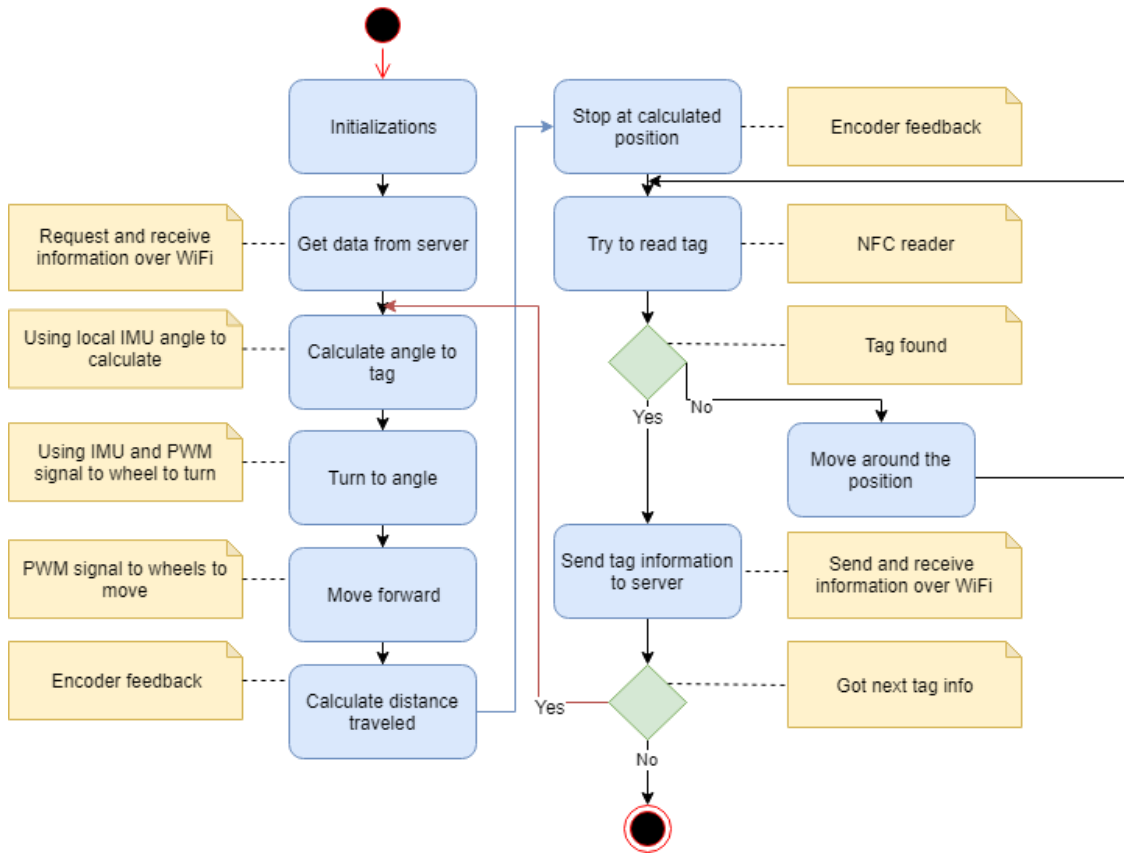 Initializations
Request and receive
information over WiFi
Get data from server
Using local IMU angle to
calculate
Calculate angle to
tag
Using IMU and PWM
signal to wheel to turn
Turn to angle
PWM signal to wheels to
move
Move forward
Encoder feedback
Calculate distance
traveled
Stop at calculated
position
Encoder feedback
Try to read tag
NFC reader
Tag found
No
Yes
Move around the
position
Send tag information
to server
Send and receive
information over WiFi
Got next tag info
Yes
No